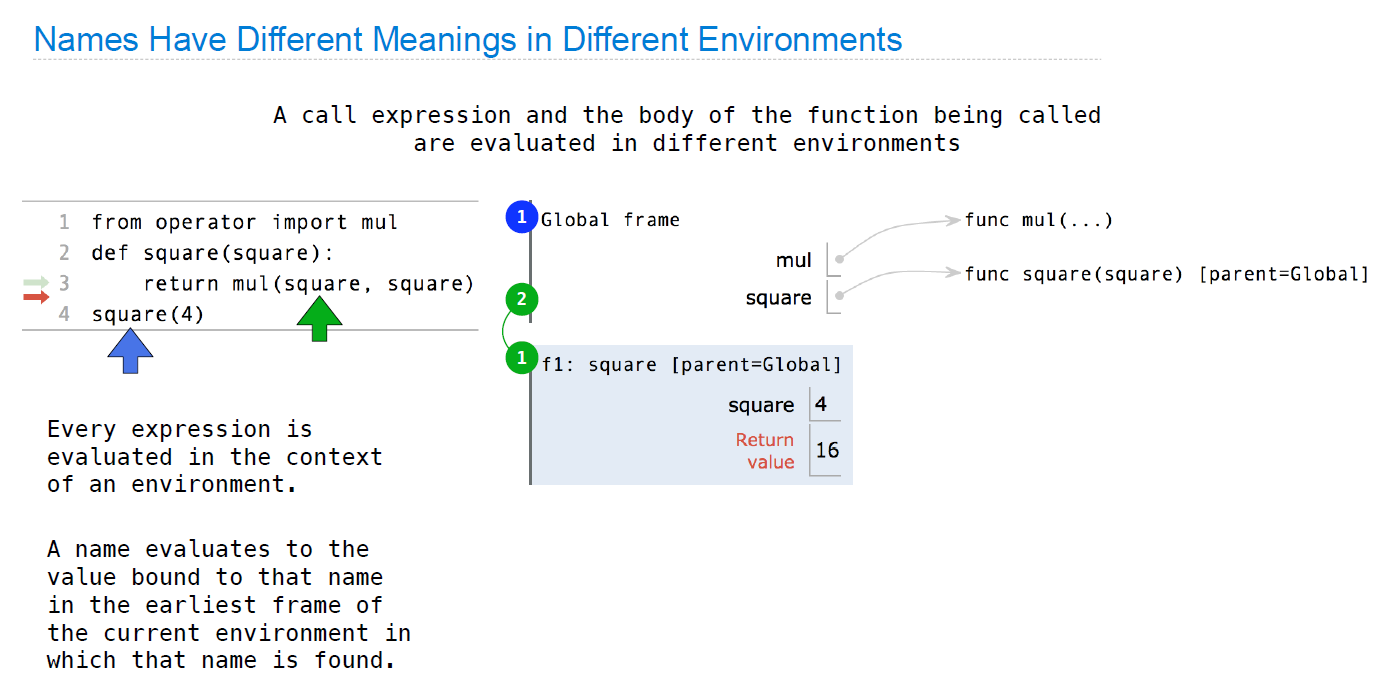 Names Have Different Meanings in Different Environments
A call expression and the body of the function being called
are evaluated in different environments
1 from operator import mul
2 def square(square):
3     return mul(square, square)
4 square(4)
1 Global frame
mul
square
func mul(...)
func square(square) [parent=Global]
2
1 f1: square [parent=Global]
square 4
Return
value 16
Every expression is
evaluated in the context
of an environment.
A name evaluates to the
value bound to that name
in the earliest frame of
the current environment in
which that name is found.